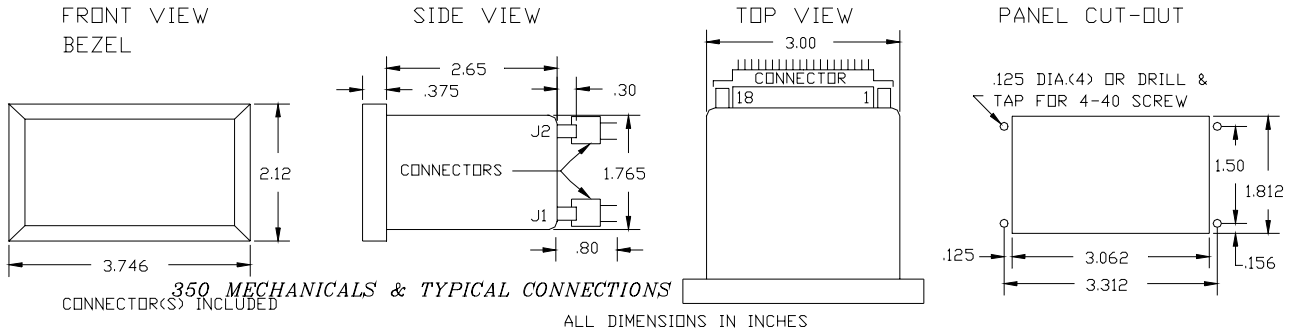 FRONT VIEW
BEZEL
2.12
3.746
CONNECTOR(S) INCLUDED
SIDE VIEW
2.65
.375
.30
J2
CONNECTORS
1.765
J1
.80
350 MECHANICALS & TYPICAL CONNECTIONS
TOP VIEW
3.00
CONNECTOR
18 1
ALL DIMENSIONS IN INCHES
PANEL CUT-OUT
.125 DIA.(4) OR DRILL &
TAP FOR 4-40 SCREW
1.50
1.812
.125
3.062
.156
3.312